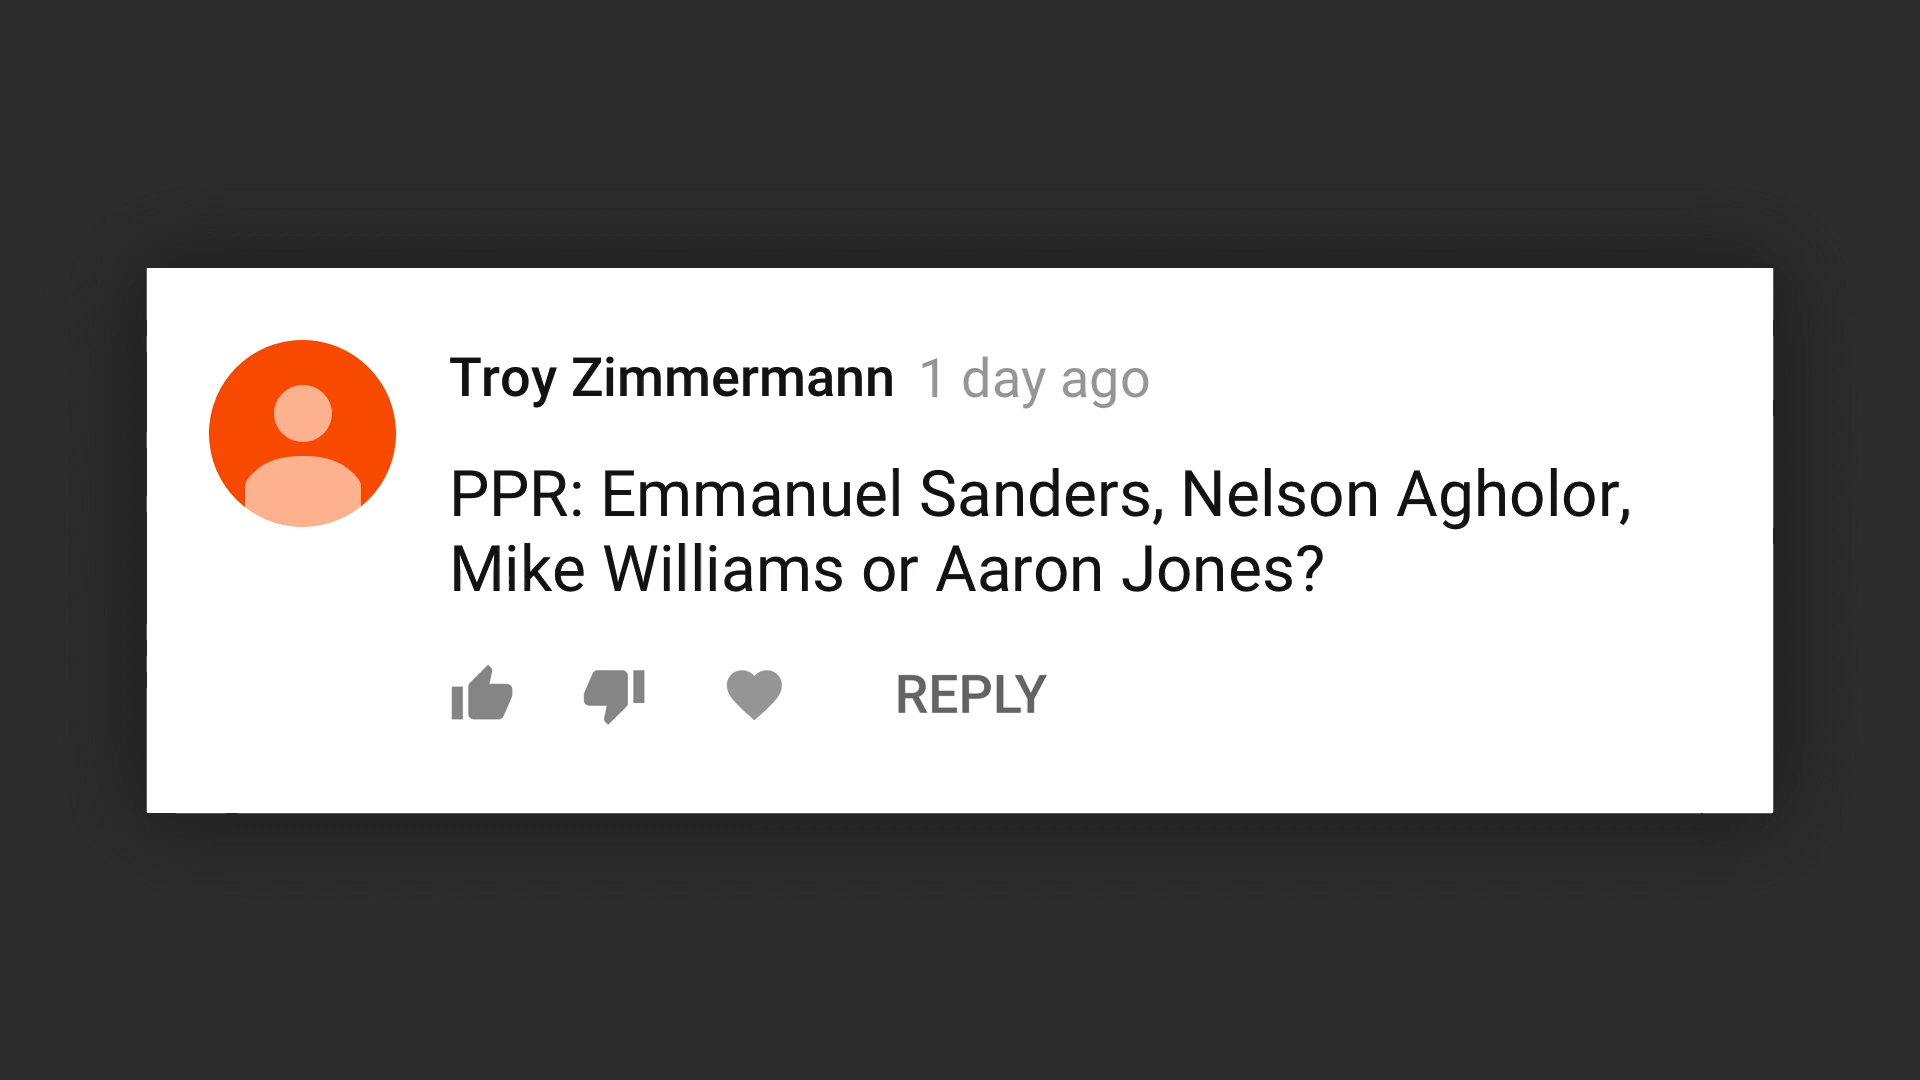 Troy Zimmermann 1 day ago
PPR: Emmanuel Sanders, Nelson Agholor,
Mike Williams or Aaron Jones?
REPLY